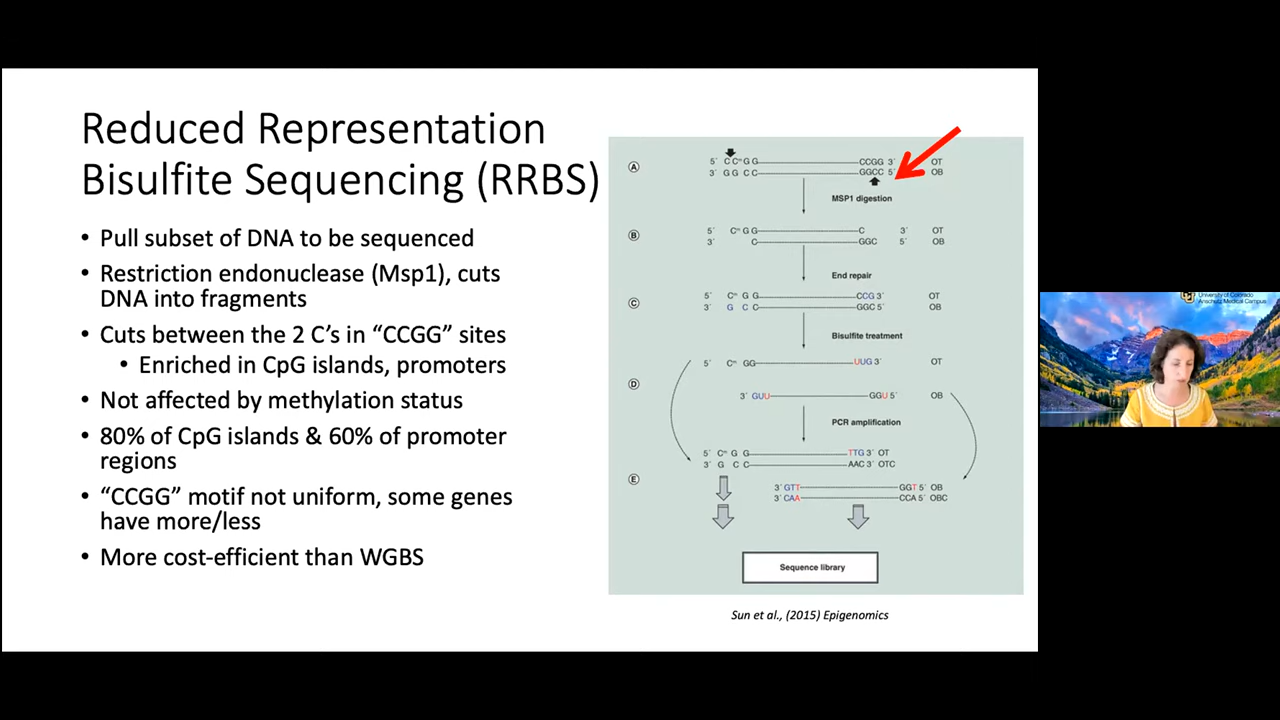 Reduced Representation
Bisulfite Sequencing (RRBS)
• Pull subset of DNA to be sequenced
• Restriction endonuclease (Msp1), cuts
DNA into fragments
• Cuts between the 2 C’s in “CCGG” sites
• Enriched in CpG islands, promoters
• Not affected by methylation status
• 80% of CpG islands & 60% of promoter
regions
• “CCGG” motif not uniform, some genes
have more/less
• More cost-efficient than WGBS
A
5´ C Cᵐ G G CCGG 3´ OT
3´ G G C C GGCC 5´ OB
MSP1 digestion
B
5´ Cᵐ G G C 3´ OT
3´ C GGC 5´ OB
End repair
C
5´ Cᵐ G G CCG 3´ OT
3´ G C C GGC 5´ OB
Bisulfite treatment
5´ Cᵐ GG UUG 3´ OT
D
3´ GUU GGU 5´ OB
PCR amplification
5´ Cᵐ G G TTG 3´ OT
3´ G C C AAC 3´ OTC
E
3´ GTT GGT 5´ OB
3´ CAA CCA 5´ OBC
Sequence library
Sun et al., (2015) Epigenomics
University of Colorado
Anschutz Medical Campus